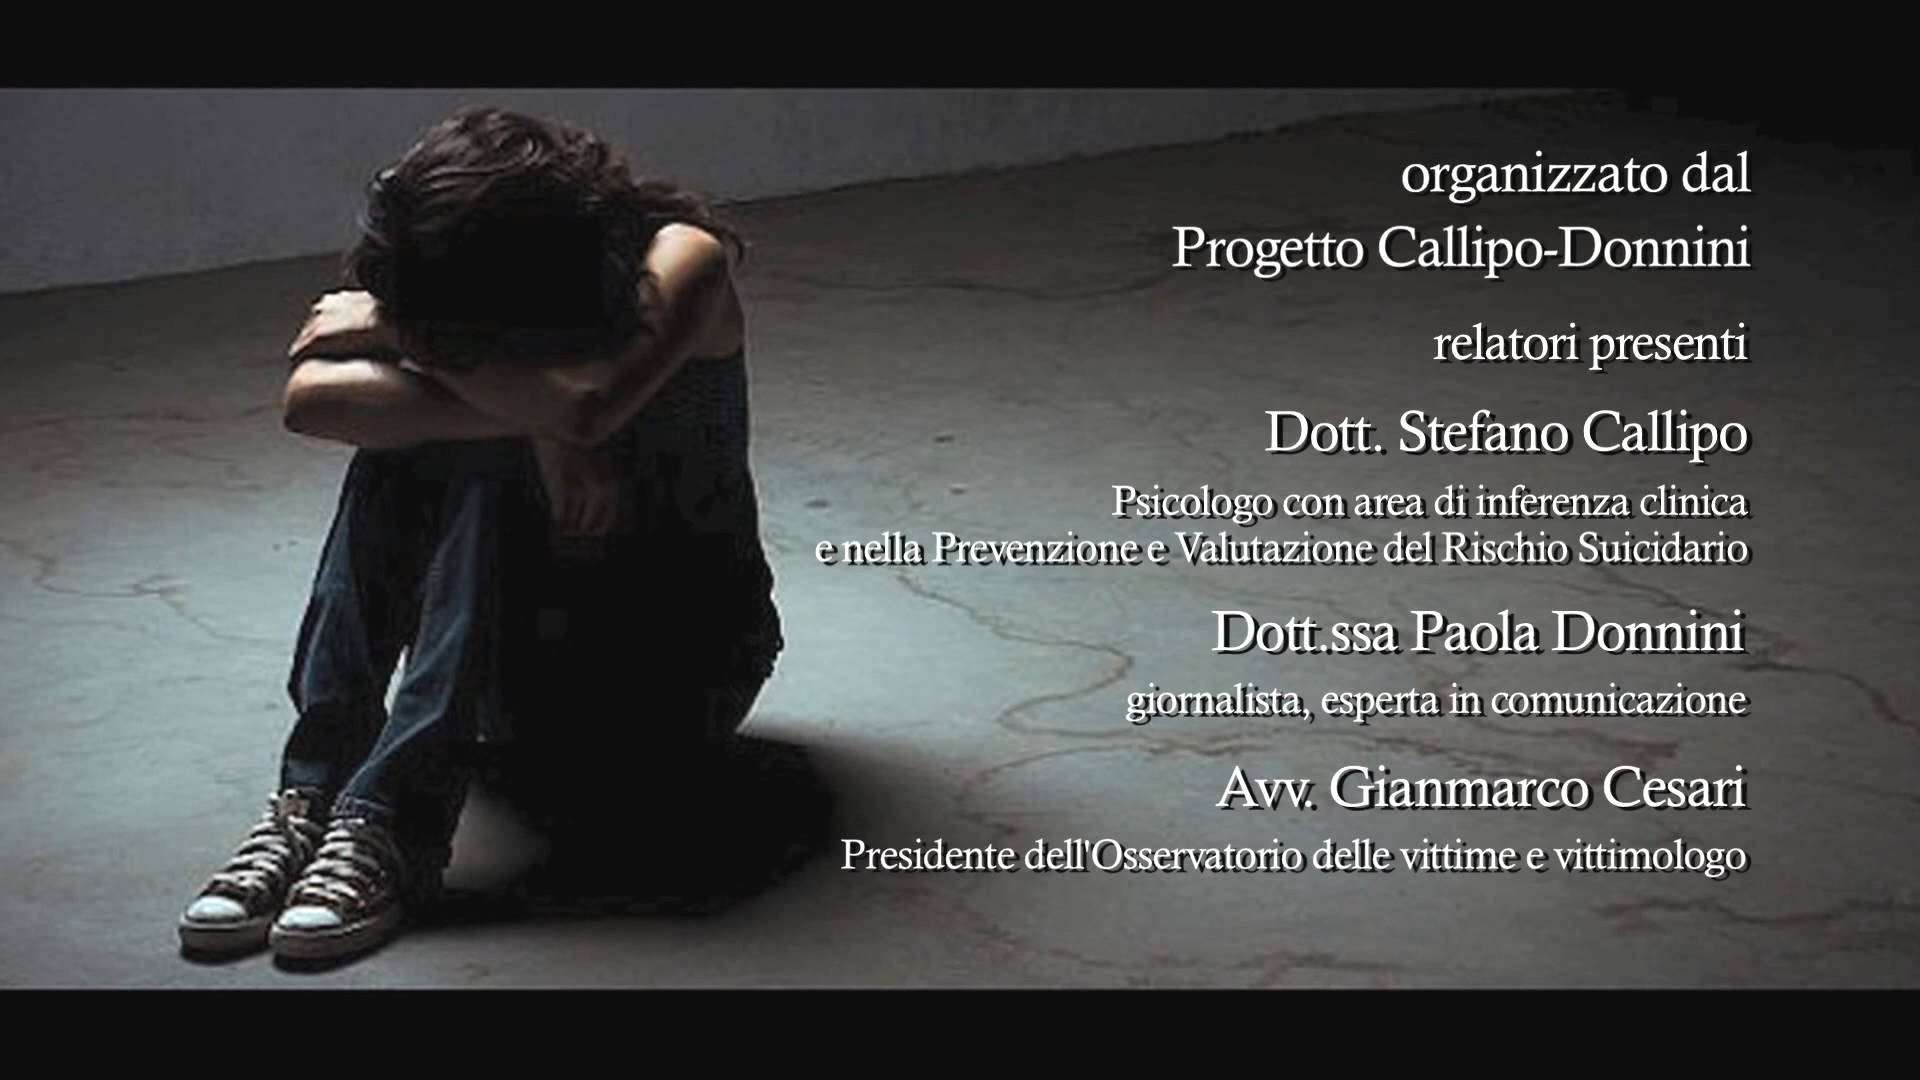 organizzato dal
Progetto Callipo-Donnini
relatori presenti
Dott. Stefano Callipo
Psicologo con area di inferenza clinica
e nella Prevenzione e Valutazione del Rischio Suicidario
Dott.ssa Paola Donnini
giornalista, esperta in comunicazione
Avv. Gianmarco Cesari
Presidente dell'Osservatorio delle vittime e vittimologo